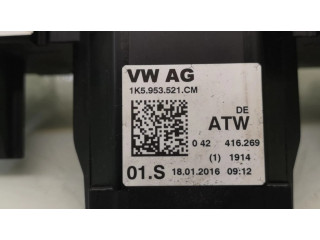 VW AG
1K5.953.521.CM
DE
ATW
0 42 416.269
(1) 1914
01.S 18.01.2016 09:12